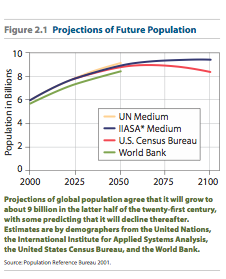 Figure 2.1 Projections of Future Population
Population in Billions
10
8
6
4
2
0
UN Medium
IIASA* Medium
U.S. Census Bureau
World Bank
2000 2025 2050 2075 2100
Projections of global population agree that it will grow to
about 9 billion in the latter half of the twenty-first century,
with some predicting that it will decline thereafter.
Estimates are by demographers from the United Nations,
the International Institute for Applied Systems Analysis,
the United States Census Bureau, and the World Bank.
Source: Population Reference Bureau 2001.